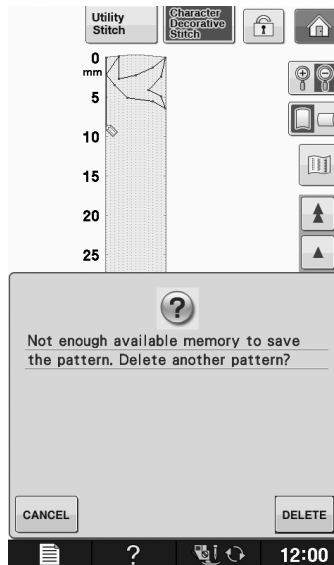 Utility
Stitch
Character
Decorative
Stitch
0
mm
5
10
15
20
25
?
Not enough available memory to save
the pattern. Delete another pattern?
CANCEL
DELETE
?
12:00